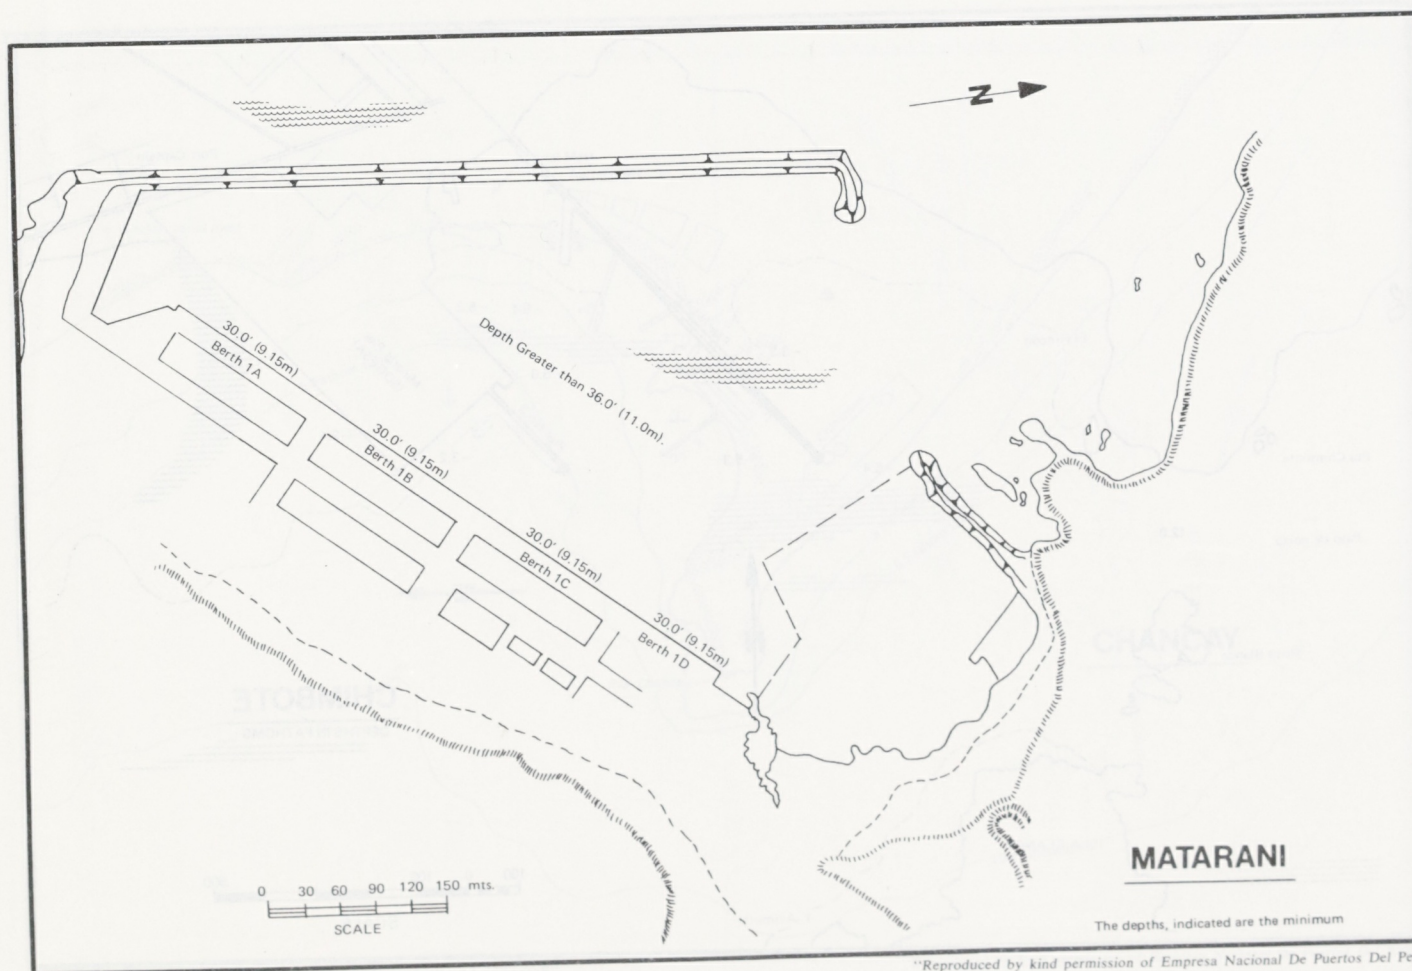 N
30.0' (9.15m)
Berth 1A
Depth Greater than 36.0' (11.0m).
30.0' (9.15m)
Berth 1B
30.0' (9.15m)
Berth 1C
30.0' (9.15m)
Berth 1D
MATARANI
0 30 60 90 120 150 mts.
SCALE
The depths, indicated are the minimum
"Reproduced by kind permission of Empresa Nacional De Puertos Del Pe
CHANCAY
CHIMBOTE